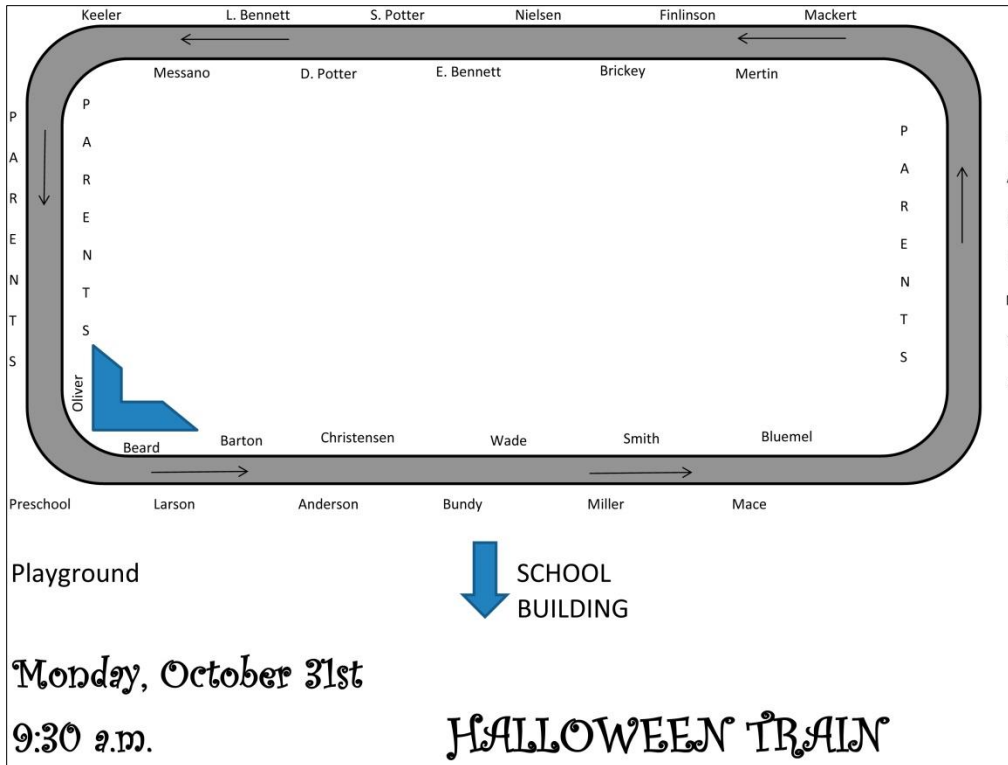 Keeler L. Bennett S. Potter Nielsen Finlinson Mackert
Messano D. Potter E. Bennett Brickey Mertin
PARENTS
PARENTS
PARENTS
Oliver
Beard Barton Christensen Wade Smith Bluemel
Preschool Larson Anderson Bundy Miller Mace
Playground
SCHOOL
BUILDING
Monday, October 31st
9:30 a.m.
HALLOWEEN TRAIN